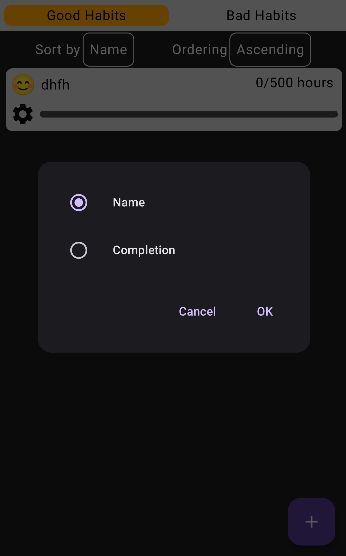 Good Habits Bad Habits
Sort by Name Ordering Ascending
dhfh 0/500 hours
Name
Completion
Cancel OK
+